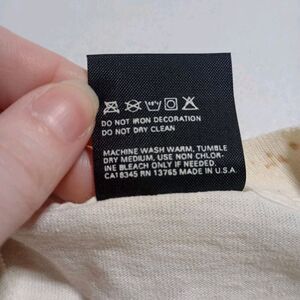 DO NOT IRON DECORATION
DO NOT DRY CLEAN
MACHINE WASH WARM, TUMBLE
DRY MEDIUM, USE NON CHLOR-
INE BLEACH ONLY IF NEEDED.
CA18345 RN 13765 MADE IN U.S.A.